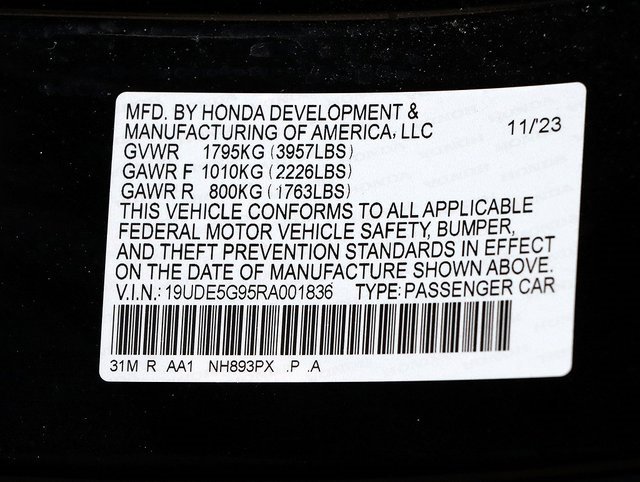 MFD. BY HONDA DEVELOPMENT &
MANUFACTURING OF AMERICA, LLC 11/'23
GVWR 1795KG (3957LBS)
GAWR F 1010KG (2226LBS)
GAWR R 800KG (1763LBS)
THIS VEHICLE CONFORMS TO ALL APPLICABLE
FEDERAL MOTOR VEHICLE SAFETY, BUMPER,
AND THEFT PREVENTION STANDARDS IN EFFECT
ON THE DATE OF MANUFACTURE SHOWN ABOVE.
V.I.N.: 19UDE5G95RA001836 TYPE: PASSENGER CAR
31M R AA1 NH893PX .P .A